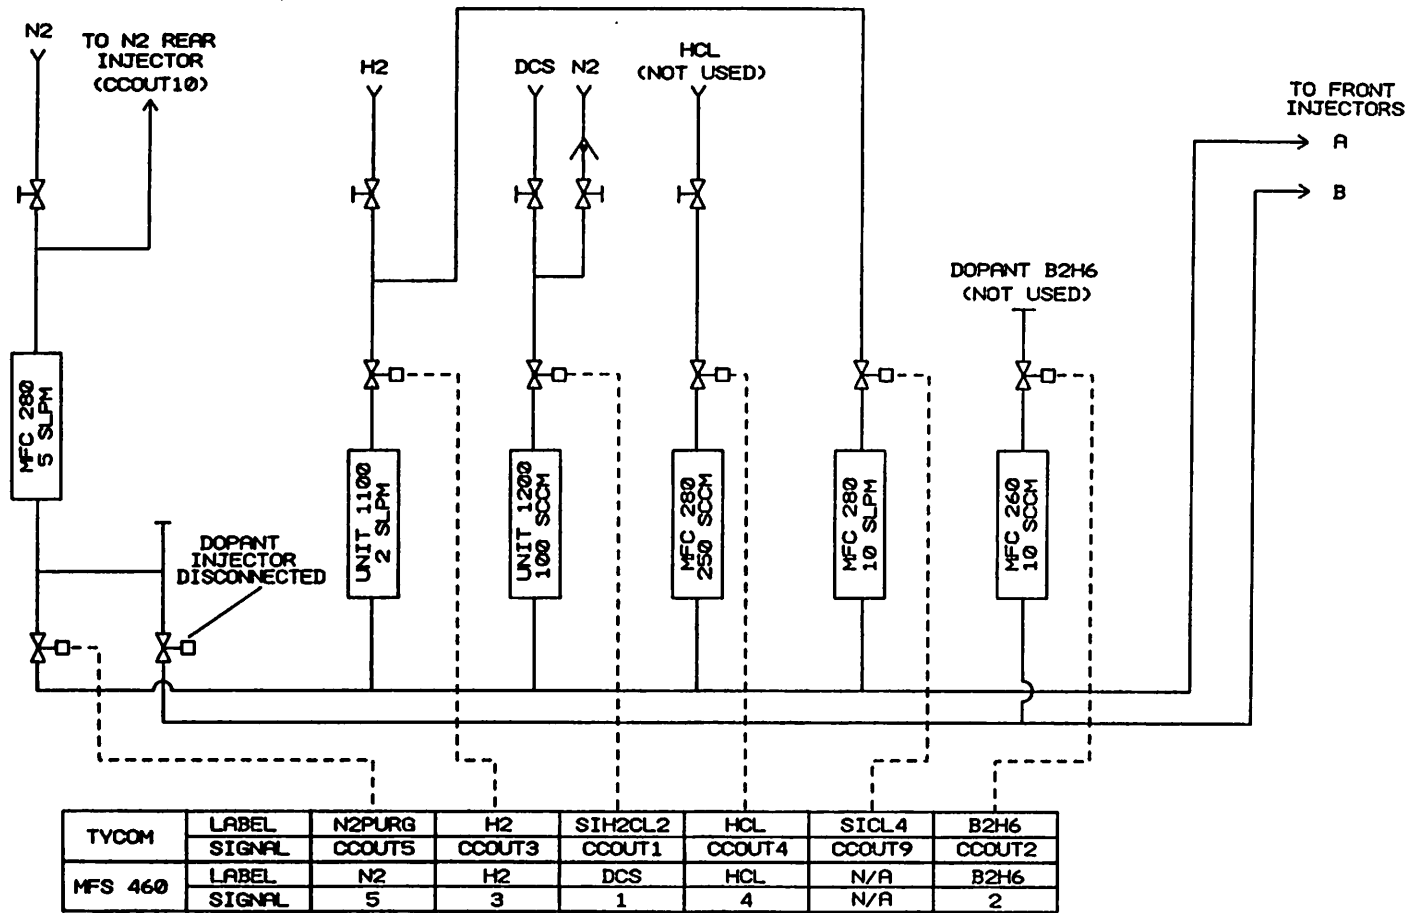 N2
TO N2 REAR
INJECTOR
(CCOUT10)
H2
DCS N2
HCL
(NOT USED)
TO FRONT
INJECTORS
A
B
DOPANT B2H6
(NOT USED)
MFC 280
5 SLPM
UNIT 1100
2 SLPM
UNIT 1200
100 SCCM
MFC 280
250 SCCM
MFC 280
10 SLPM
MFC 260
10 SCCM
DOPANT
INJECTOR
DISCONNECTED
TYCOM LABEL N2PURG H2 SIH2CL2 HCL SICL4 B2H6
SIGNAL CCOUT5 CCOUT3 CCOUT1 CCOUT4 CCOUT9 CCOUT2
MFS 460 LABEL N2 H2 DCS HCL N/A B2H6
SIGNAL 5 3 1 4 N/A 2